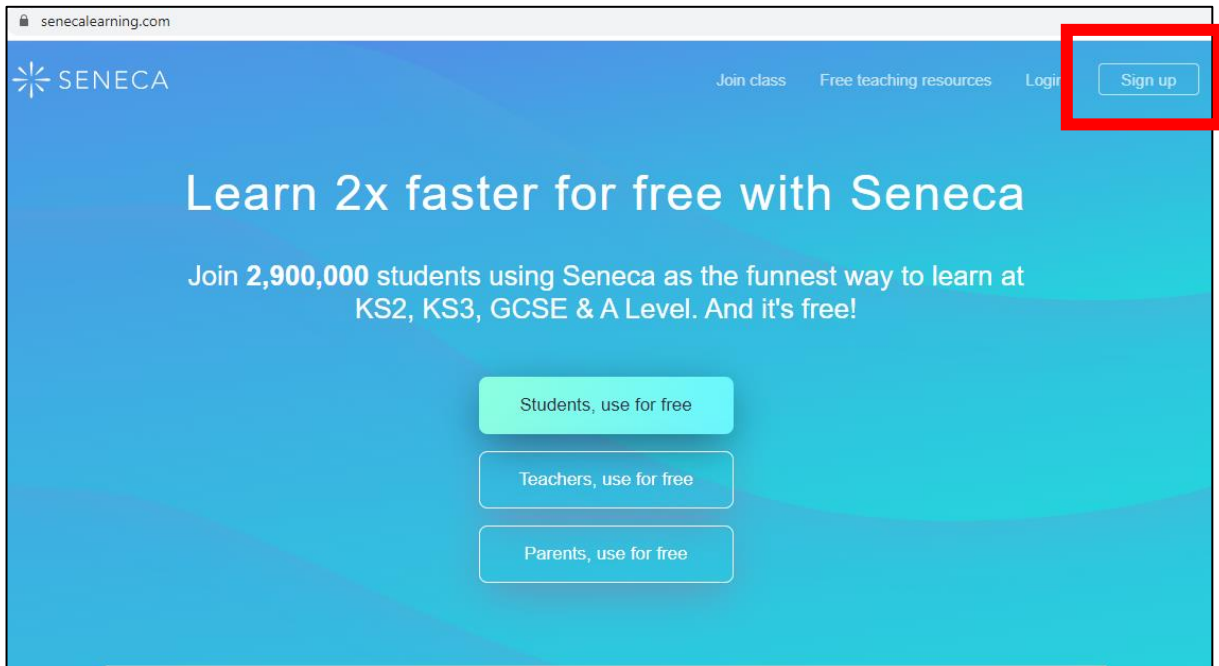 senecalearning.com
SENECA
Join class
Free teaching resources
Login
Sign up
Learn 2x faster for free with Seneca
Join 2,900,000 students using Seneca as the funnest way to learn at
KS2, KS3, GCSE & A Level. And it's free!
Students, use for free
Teachers, use for free
Parents, use for free